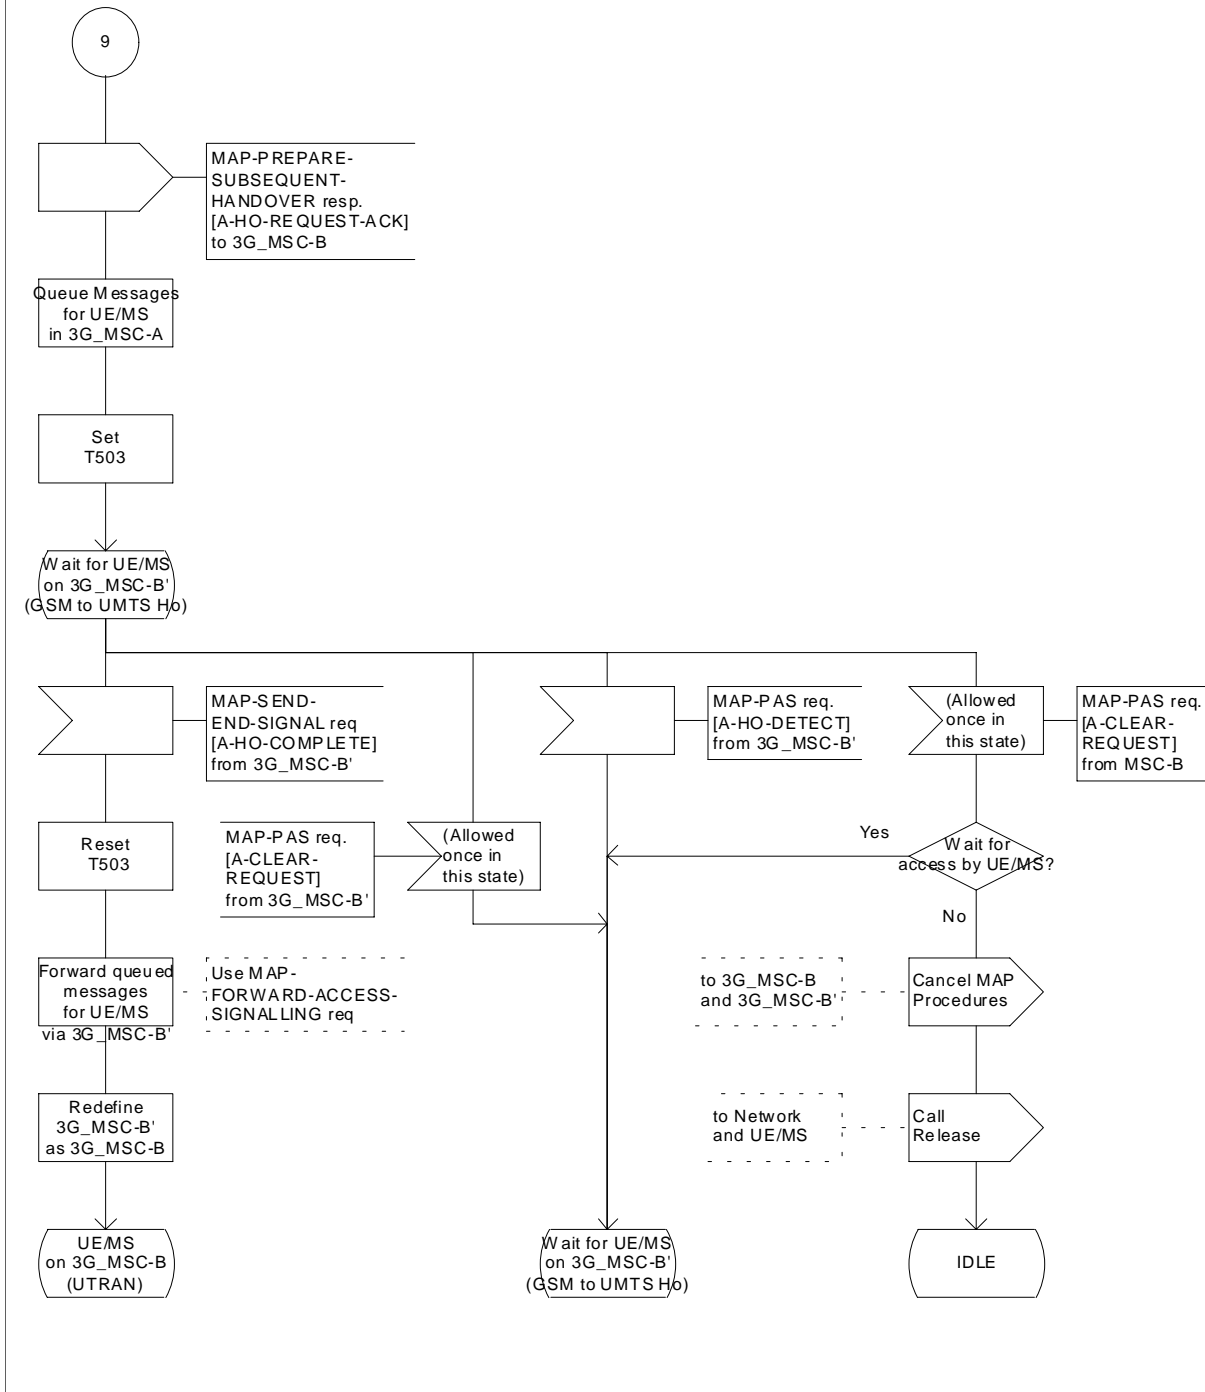 9
MAP-PREPARE-
SUBSEQUENT-
HANDOVER resp.
[A-HO-REQUEST-ACK]
to 3G_MSC-B
Queue Messages
for UE/MS
in 3G_MSC-A
Set
T503
Wait for UE/MS
on 3G_MSC-B'
(GSM to UMTS Ho)
MAP-SEND-
END-SIGNAL req
[A-HO-COMPLETE]
from 3G_MSC-B'
MAP-PAS req.
[A-HO-DETECT]
from 3G_MSC-B'
(Allowed
once in
this state)
MAP-PAS req.
[A-CLEAR-
REQUEST]
from MSC-B
Reset
T503
MAP-PAS req.
[A-CLEAR-
REQUEST]
from 3G_MSC-B'
(Allowed
once in
this state)
Yes
Wait for
access by UE/MS?
No
Forward queued
messages
for UE/MS
via 3G_MSC-B'
Use MAP-
FORWARD-ACCESS-
SIGNALLING req
to 3G_MSC-B
and 3G_MSC-B'
Cancel MAP
Procedures
Redefine
3G_MSC-B'
as 3G_MSC-B
to Network
and UE/MS
Call
Release
UE/MS
on 3G_MSC-B
(UTRAN)
Wait for UE/MS
on 3G_MSC-B'
(GSM to UMTS Ho)
IDLE